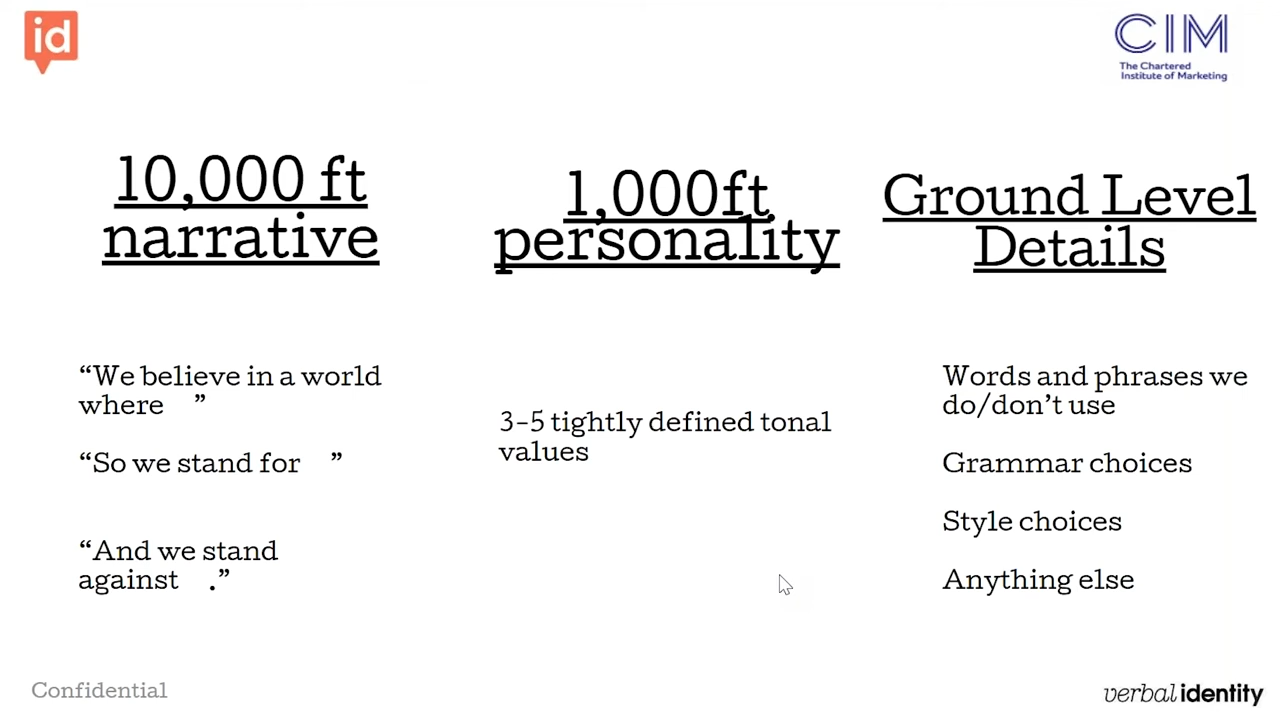 id
CIM
The Chartered
Institute of Marketing
10,000 ft
narrative
“We believe in a world
where ”
“So we stand for ”
“And we stand
against .”
1,000ft
personality
3-5 tightly defined tonal
values
Ground Level
Details
Words and phrases we
do/don’t use
Grammar choices
Style choices
Anything else
Confidential
verbalidentity